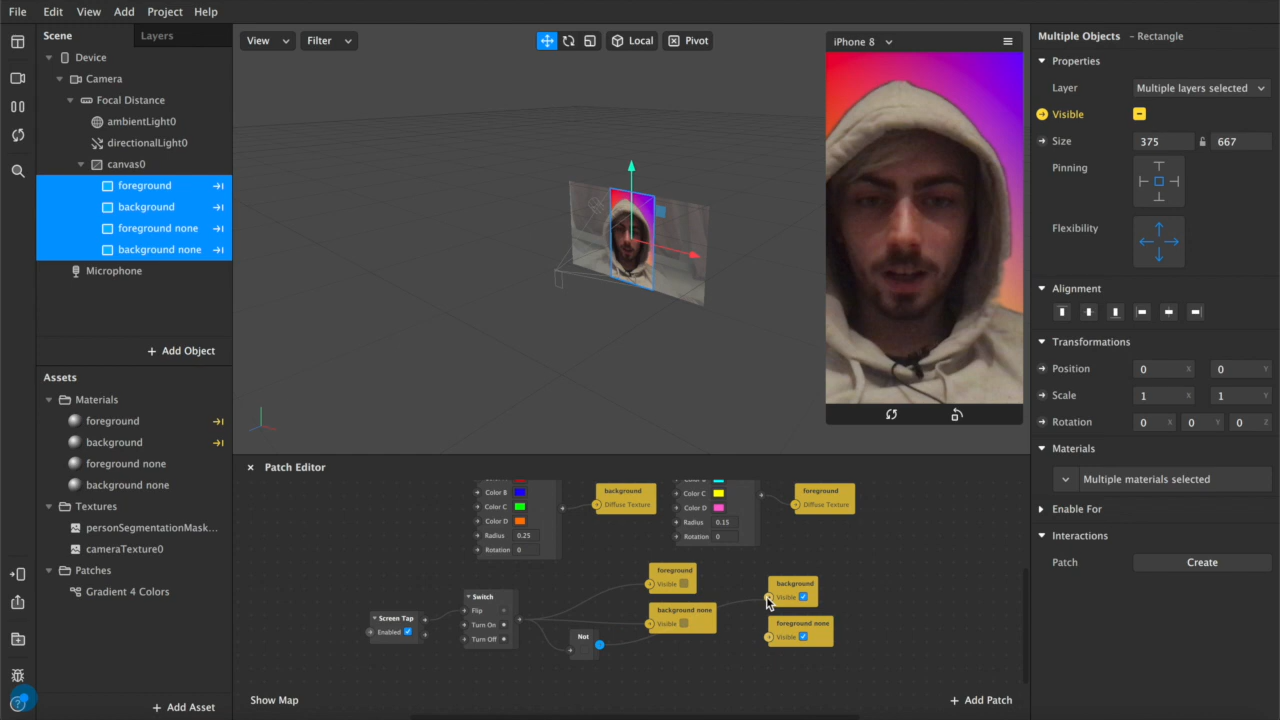 File Edit View Add Project Help
Scene Layers
Device
Camera
Focal Distance
ambientLight0
directionalLight0
canvas0
foreground
background
foreground none
background none
Microphone
+ Add Object
Assets
Materials
foreground
background
foreground none
background none
Textures
personSegmentationMask...
cameraTexture0
Patches
Gradient 4 Colors
+ Add Asset
View Filter Local Pivot
iPhone 8
Patch Editor
Color B
Color C
Color D
Radius 0.25
Rotation 0
background
Diffuse Texture
Color C
Color D
Radius 0.15
Rotation 0
foreground
Diffuse Texture
Screen Tap
Enabled
Switch
Flip
Turn On
Turn Off
Not
foreground
Visible
background none
Visible
background
Visible
foreground none
Visible
Show Map
+ Add Patch
Multiple Objects - Rectangle
Properties
Layer Multiple layers selected
Visible
Size 375 667
Pinning
Flexibility
Alignment
Transformations
Position 0 X 0 Y
Scale 1 X 1 Y
Rotation 0 X 0 Y 0 Z
Materials
Multiple materials selected
Enable For
Interactions
Patch Create